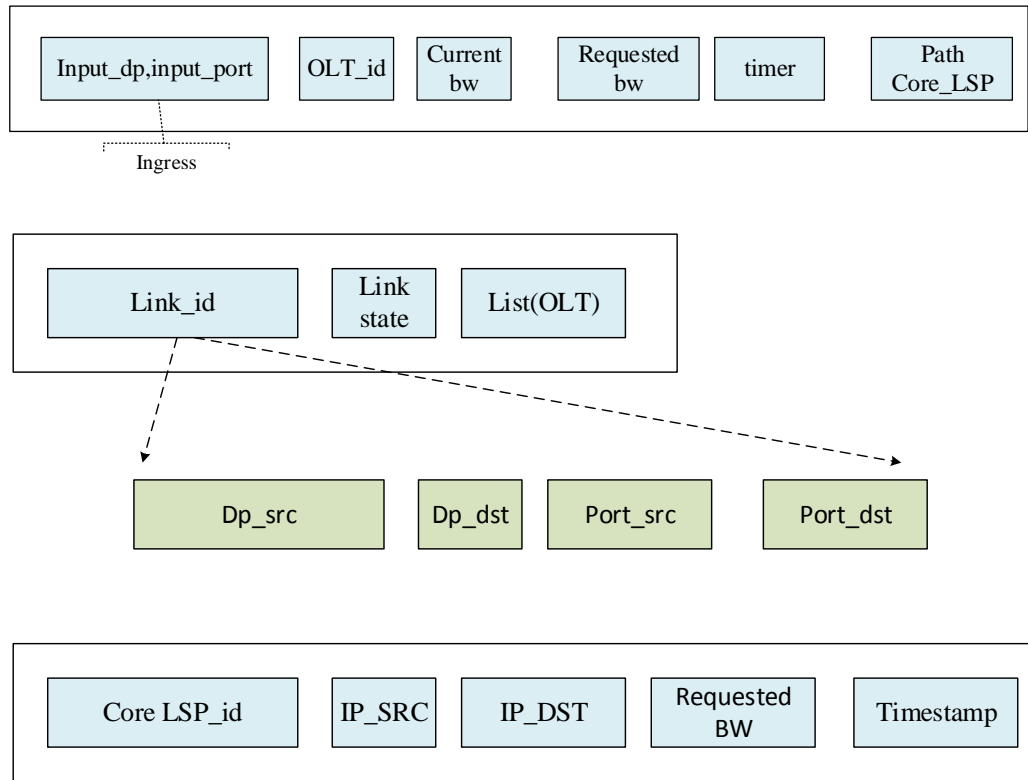 Input_dp,input_port
OLT_id
Current
bw
Requested
bw
timer
Path
Core_LSP
Ingress
Link_id
Link
state
List(OLT)
Dp_src
Dp_dst
Port_src
Port_dst
Core LSP_id
IP_SRC
IP_DST
Requested
BW
Timestamp